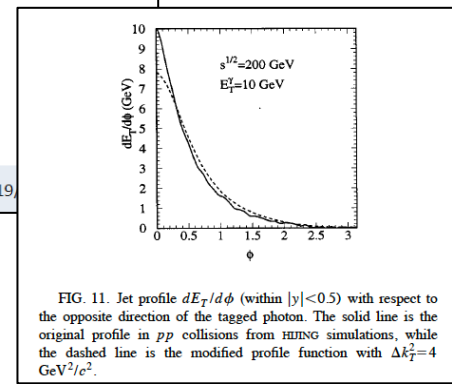 10
9
8
7
6
5
4
3
2
1
0
dE_T/dϕ (GeV)
s^{1/2}=200 GeV
E_T^γ=10 GeV
0 0.5 1 1.5 2 2.5 3
ϕ
19/
FIG. 11. Jet profile dE_T/dϕ (within |y|<0.5) with respect to
the opposite direction of the tagged photon. The solid line is the
original profile in pp collisions from HIJING simulations, while
the dashed line is the modified profile function with Δk_T^2=4
GeV^2/c^2.